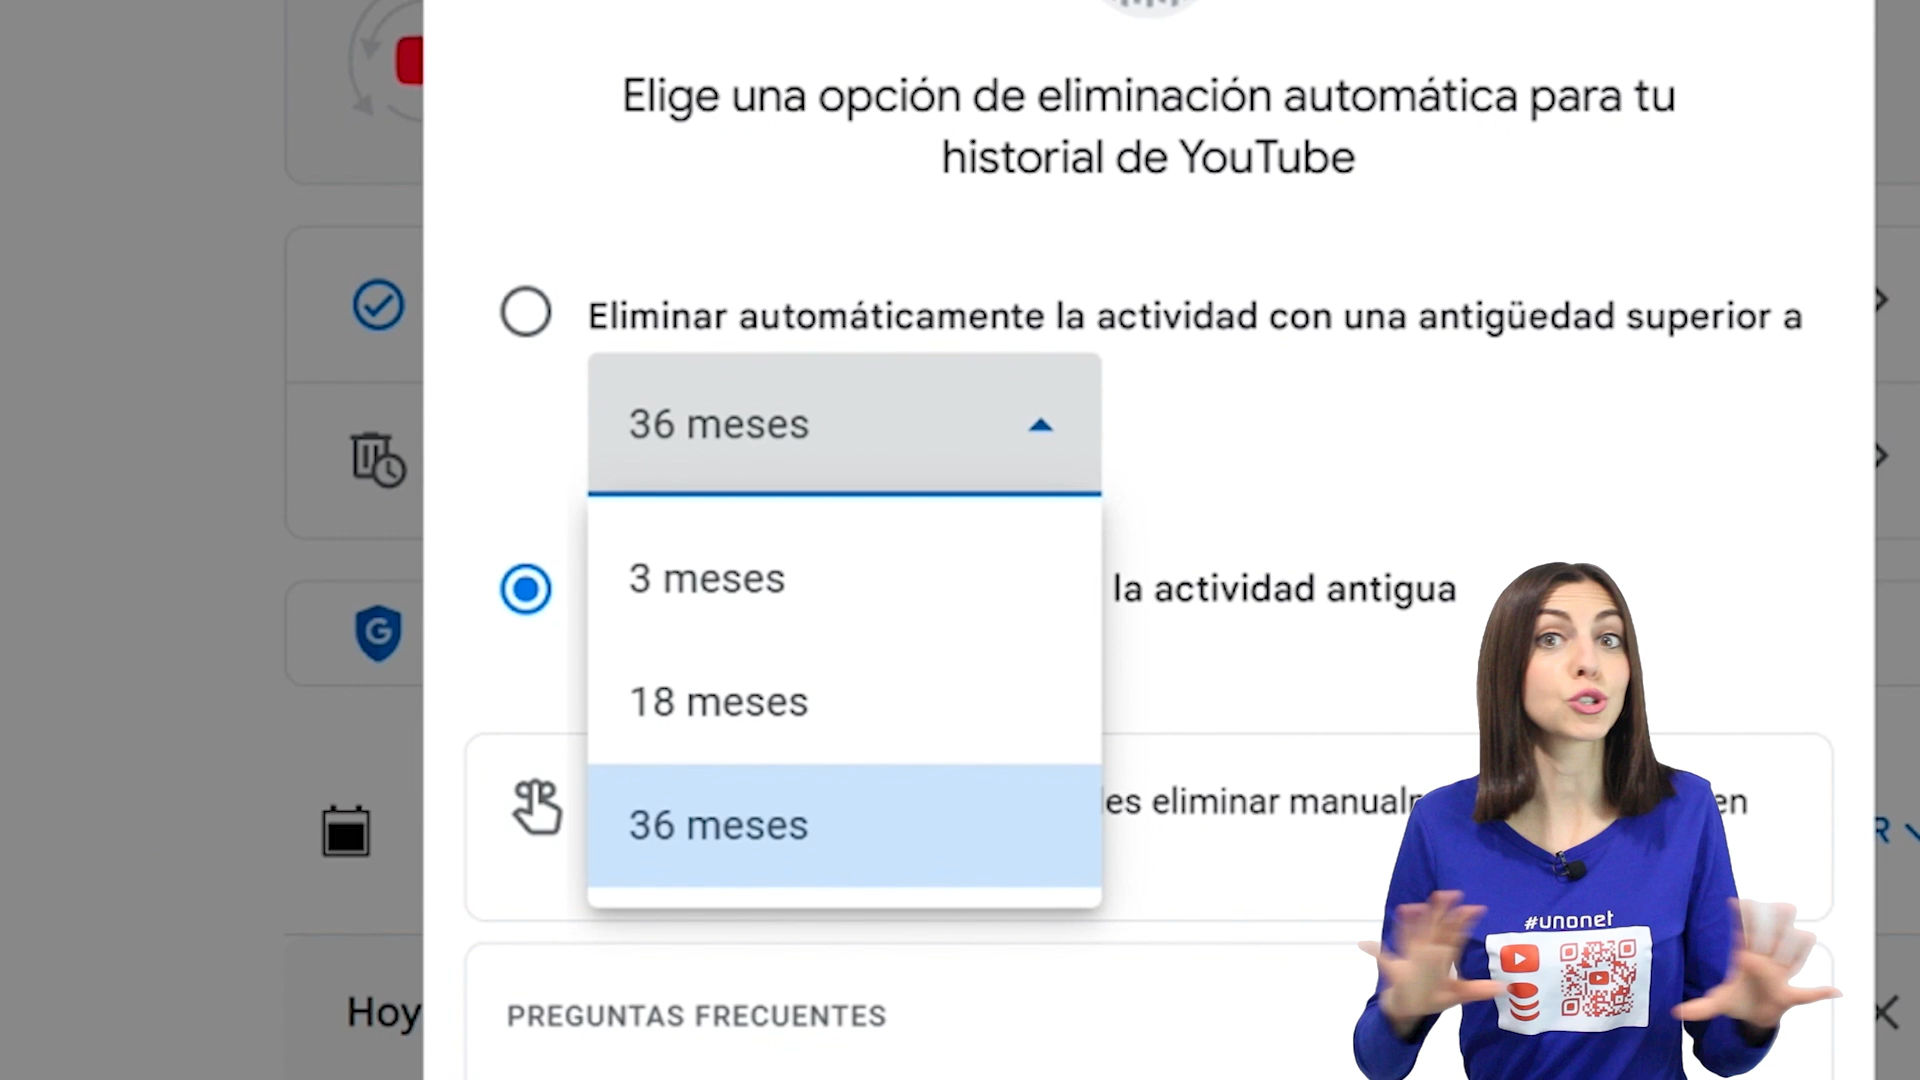 Elige una opción de eliminación automática para tu
historial de YouTube
Eliminar automáticamente la actividad con una antigüedad superior a
36 meses
3 meses
la actividad antigua
18 meses
eliminar manual
en
36 meses
#unonet
Hoy
PREGUNTAS FRECUENTES